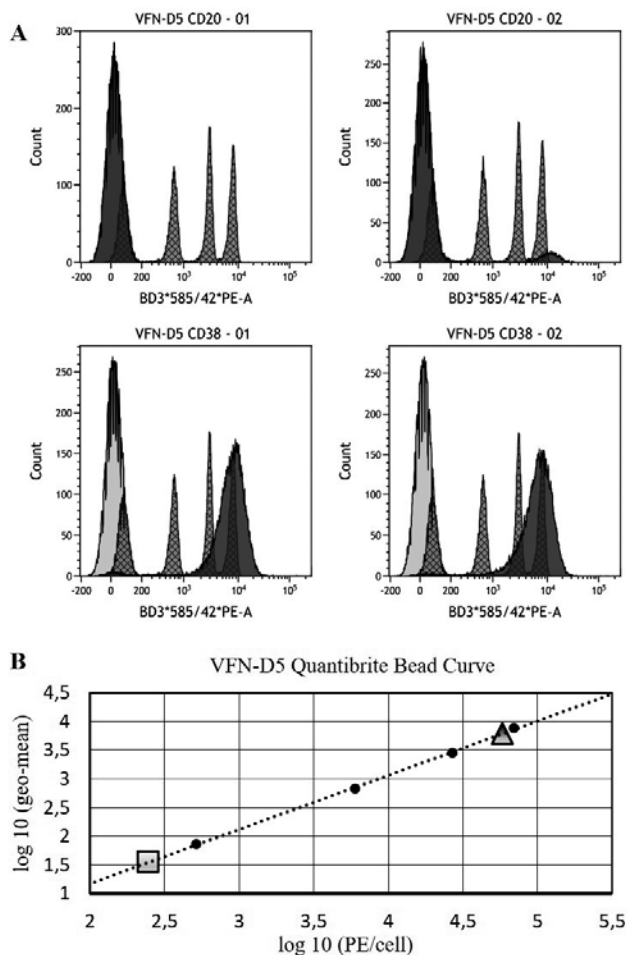 A
VFN-D5 CD20 - 01
Count
300
200
100
0
-200 0 10³ 10⁴ 10⁵
BD3*585/42*PE-A
VFN-D5 CD20 - 02
Count
250
200
150
100
50
0
-200 0 10³ 10⁴ 10⁵
BD3*585/42*PE-A
VFN-D5 CD38 - 01
Count
250
200
150
100
38
0
-200 0 10³ 10⁴ 10⁵
BD3*585/42*PE-A
VFN-D5 CD38 - 02
Count
250
200
150
100
50
0
-200 0 10³ 10⁴ 10⁵
BD3*585/42*PE-A
B
VFN-D5 Quantibrite Bead Curve
log 10 (geo-mean)
4,5
4
3,5
3
2,5
2
1,5
1
2 2,5 3 3,5 4 4,5 5 5,5
log 10 (PE/cell)